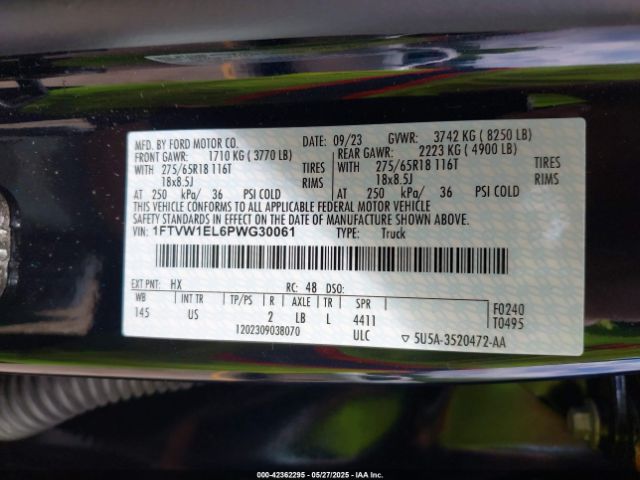 MFD. BY FORD MOTOR CO. 09/23 GVWR: 3742 KG ( 8250 LB)
FRONT GAWR: 1710 KG ( 3770 LB) REAR GAWR: 2223 KG ( 4900 LB)
WITH 275/65R18 116T TIRES WITH 275/65R18 116T TIRES
18x8.5J RIMS 18x8.5J RIMS
AT 250 kPa/ 36 PSI COLD AT 250 kPa/ 36 PSI COLD
THIS VEHICLE CONFORMS TO ALL APPLICABLE FEDERAL MOTOR VEHICLE
SAFETY STANDARDS IN EFFECT ON THE DATE OF MANUFACTURE SHOWN ABOVE.
VIN: 1FTVW1EL6PWG30061 TYPE: Truck
EXT PNT: HX RC: 48 DSO:
WB INT TR TP/PS R AXLE TR SPR F0240
145 US 2 LB L 4411 T0495
1202309038070 ULC ▽ 5U5A-3520472-AA
000-42362295 - 05/27/2025 - IAA Inc.